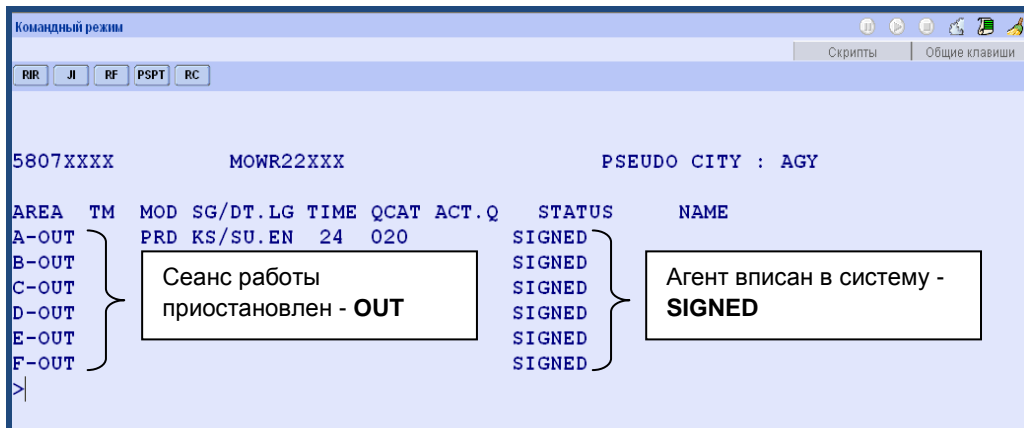 Командный режим
Скрипты Общие клавиши
RIR JI RF PSPT RC
5807XXXX MOWR22XXX PSEUDO CITY : AGY
AREA TM MOD SG/DT.LG TIME QCAT ACT.Q STATUS NAME
A-OUT PRD KS/SU.EN 24 020 SIGNED
B-OUT SIGNED
C-OUT SIGNED
D-OUT SIGNED
E-OUT SIGNED
F-OUT SIGNED
>
Сеанс работы
приостановлен - OUT
Агент вписан в систему -
SIGNED